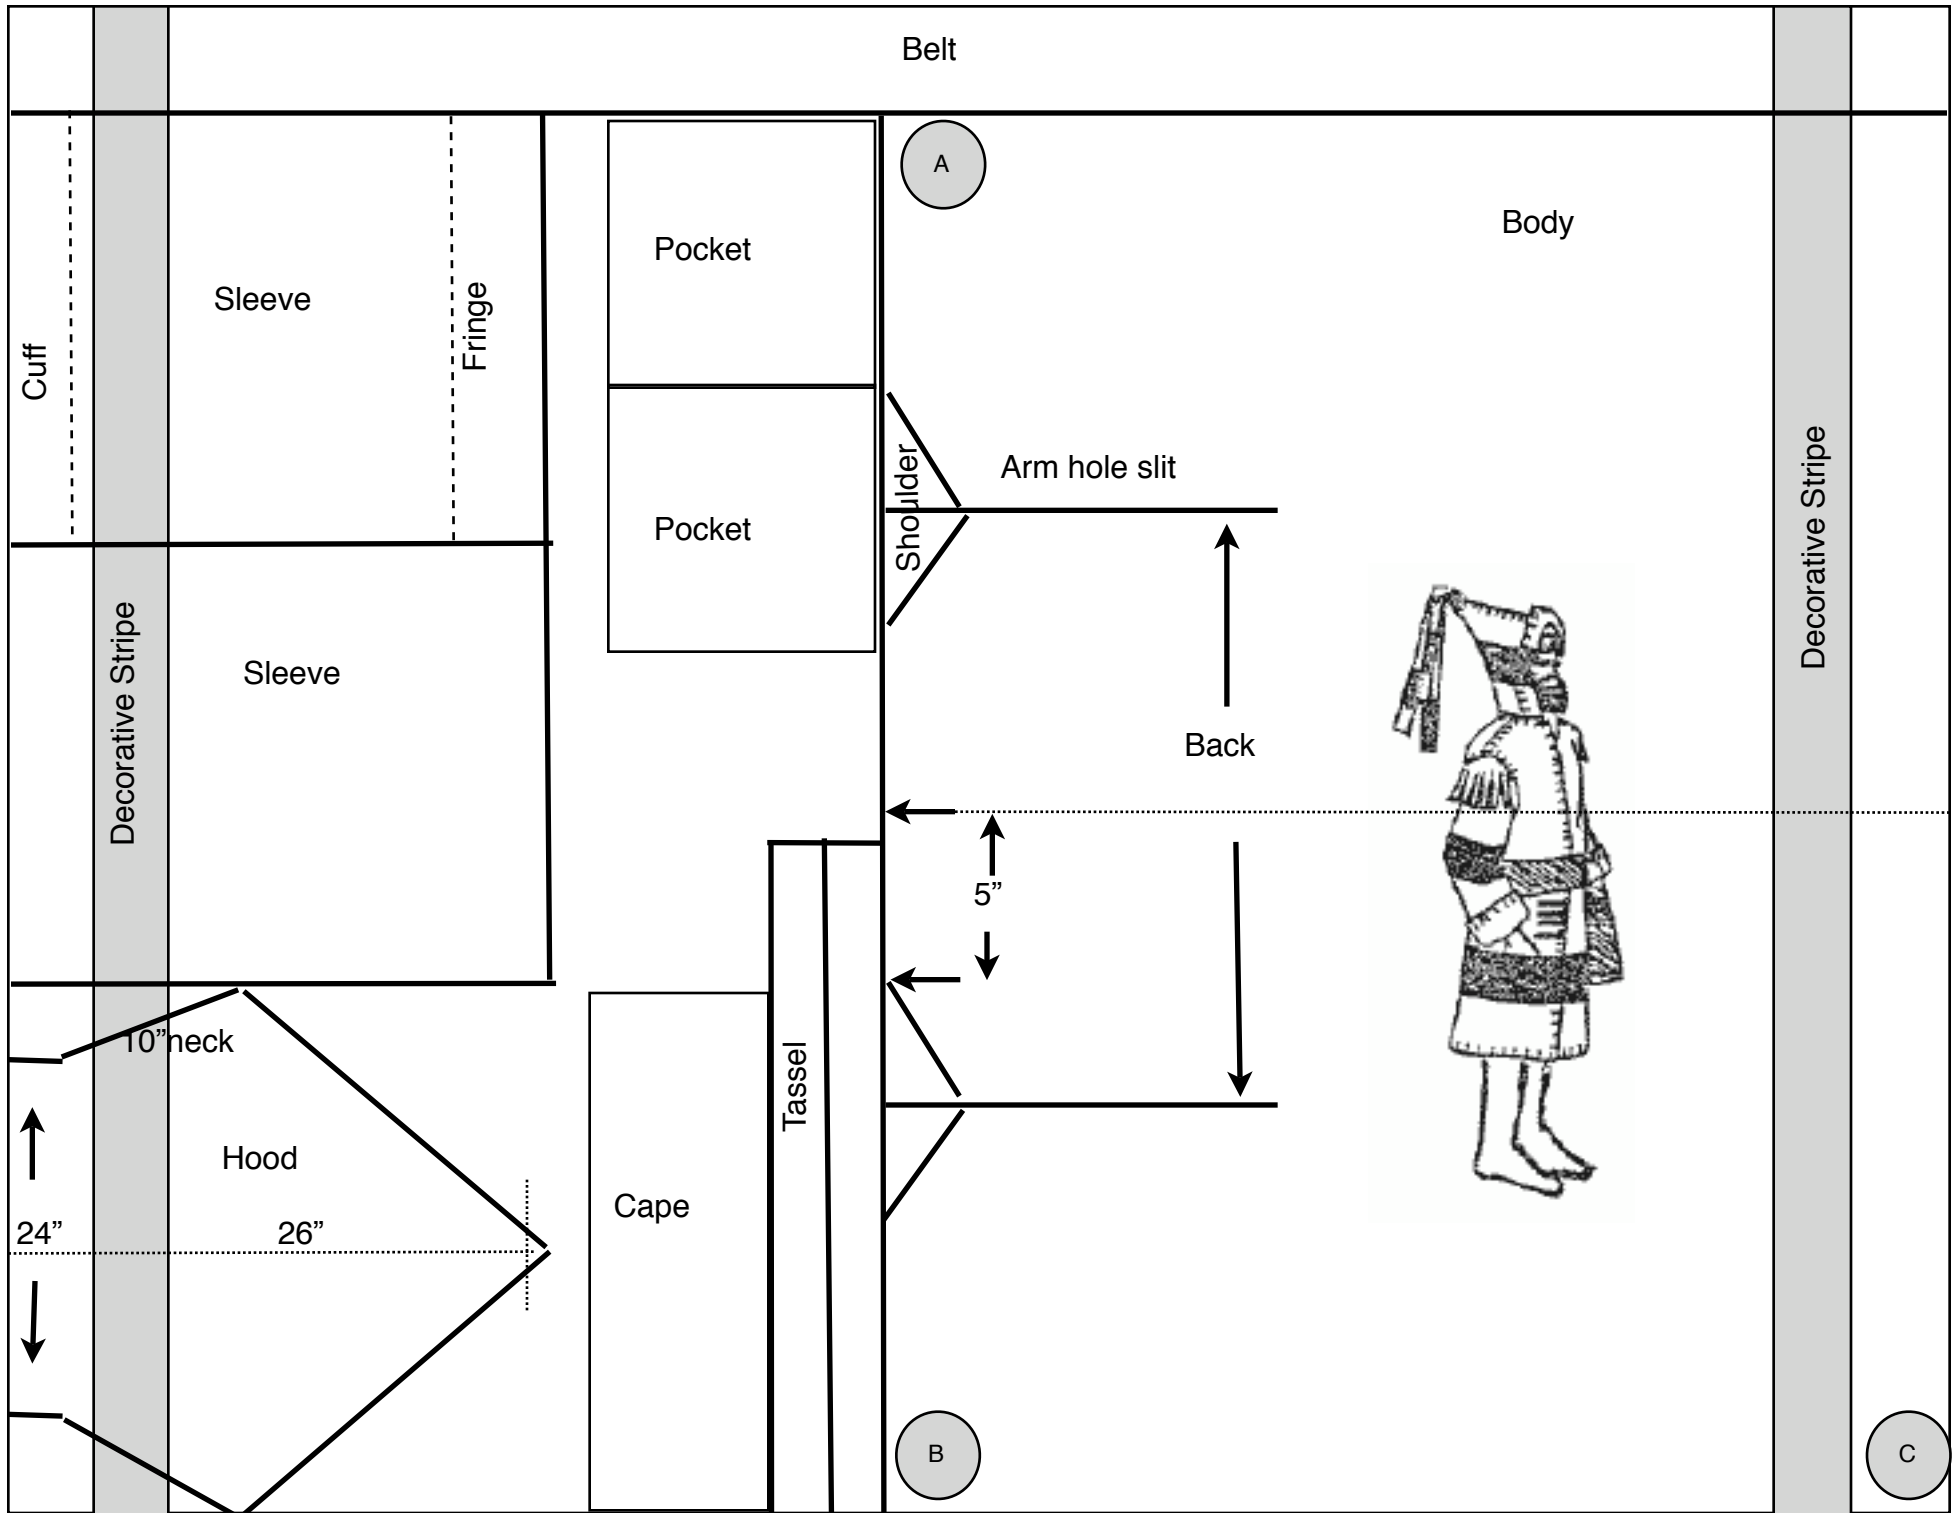 Belt
A
Body
Pocket
Sleeve
Fringe
Cuff
Shoulder
Arm hole slit
Pocket
Decorative Stripe
Sleeve
Decorative Stripe
Back
5”
10”neck
Tassel
Hood
Cape
24”
26”
B
C